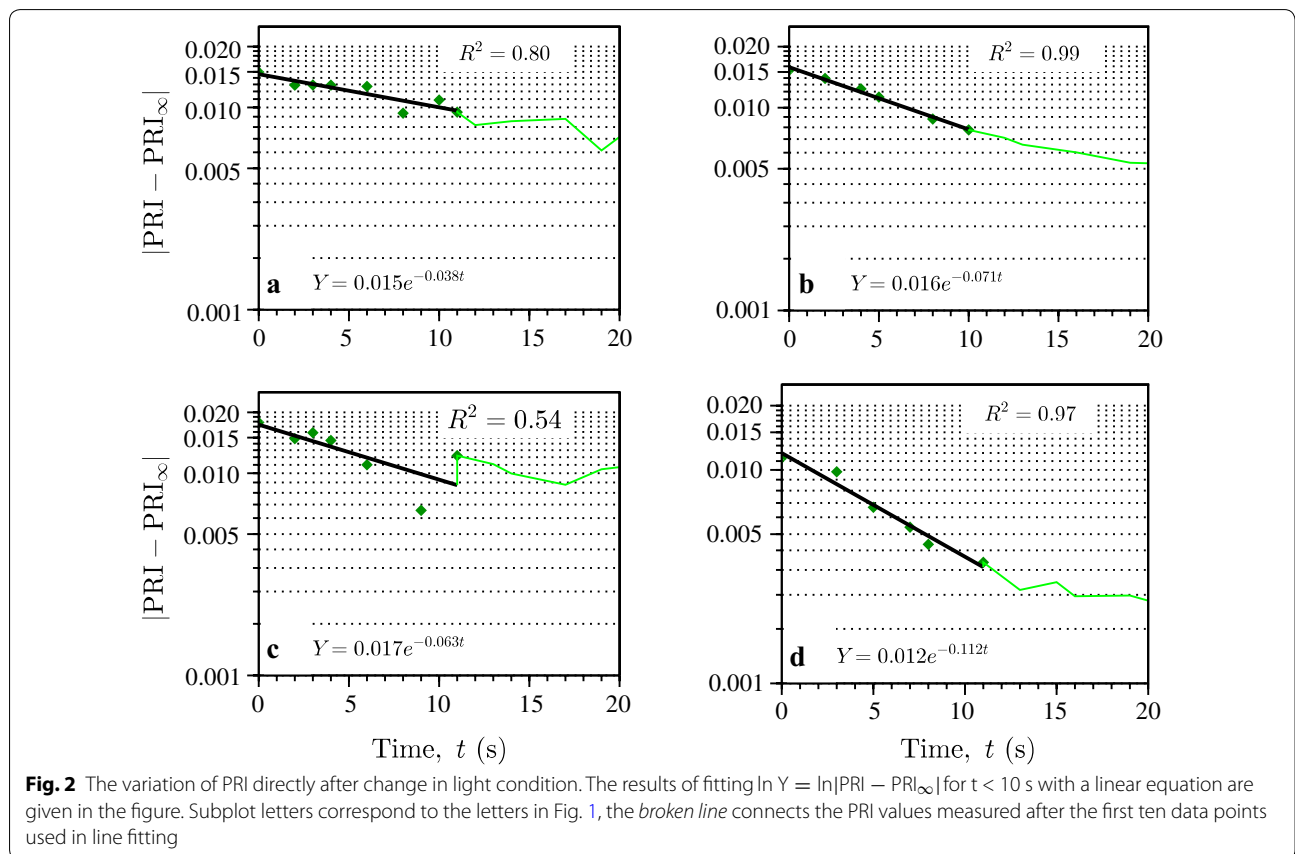 0.020
0.015
0.010
0.005
0.001
|PRI − PRI∞|
R² = 0.80
a
Y = 0.015e^{−0.038t}
0 5 10 15 20
0.020
0.015
0.010
0.005
0.001
R² = 0.99
b
Y = 0.016e^{−0.071t}
0 5 10 15 20
0.020
0.015
0.010
0.005
0.001
|PRI − PRI∞|
R² = 0.54
c
Y = 0.017e^{−0.063t}
0 5 10 15 20
Time, t (s)
0.020
0.015
0.010
0.005
0.001
R² = 0.97
d
Y = 0.012e^{−0.112t}
0 5 10 15 20
Time, t (s)
Fig. 2 The variation of PRI directly after change in light condition. The results of fitting ln Y = ln|PRI − PRI∞| for t < 10 s with a linear equation are
given in the figure. Subplot letters correspond to the letters in Fig. 1, the broken line connects the PRI values measured after the first ten data points
used in line fitting